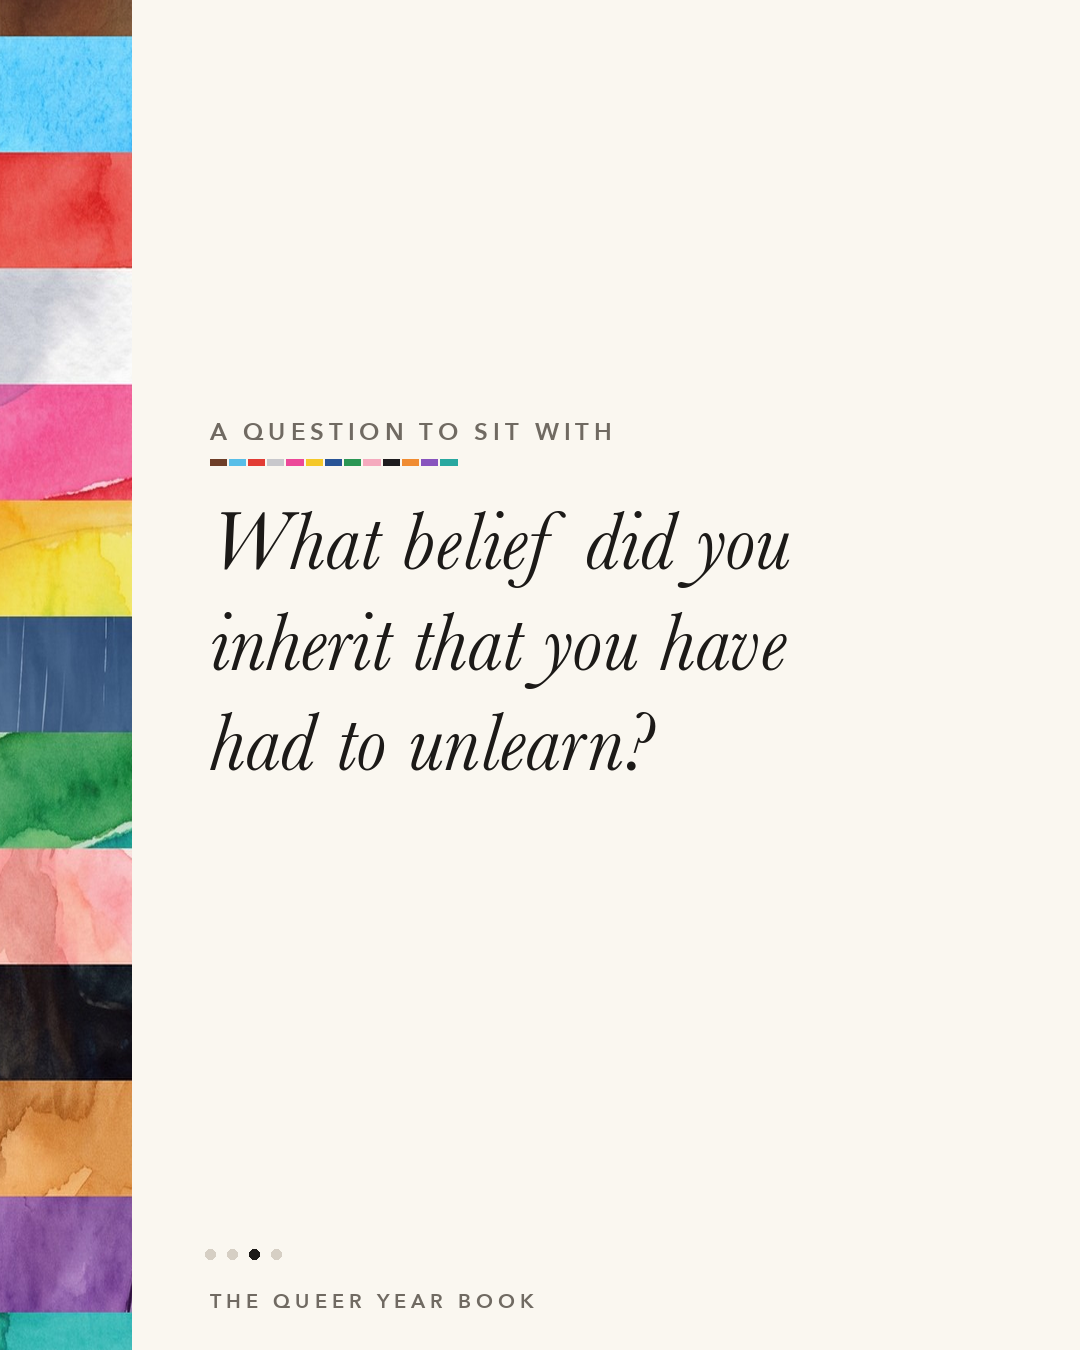 A QUESTION TO SIT WITH
What belief did you
inherit that you have
had to unlearn?
THE QUEER YEAR BOOK